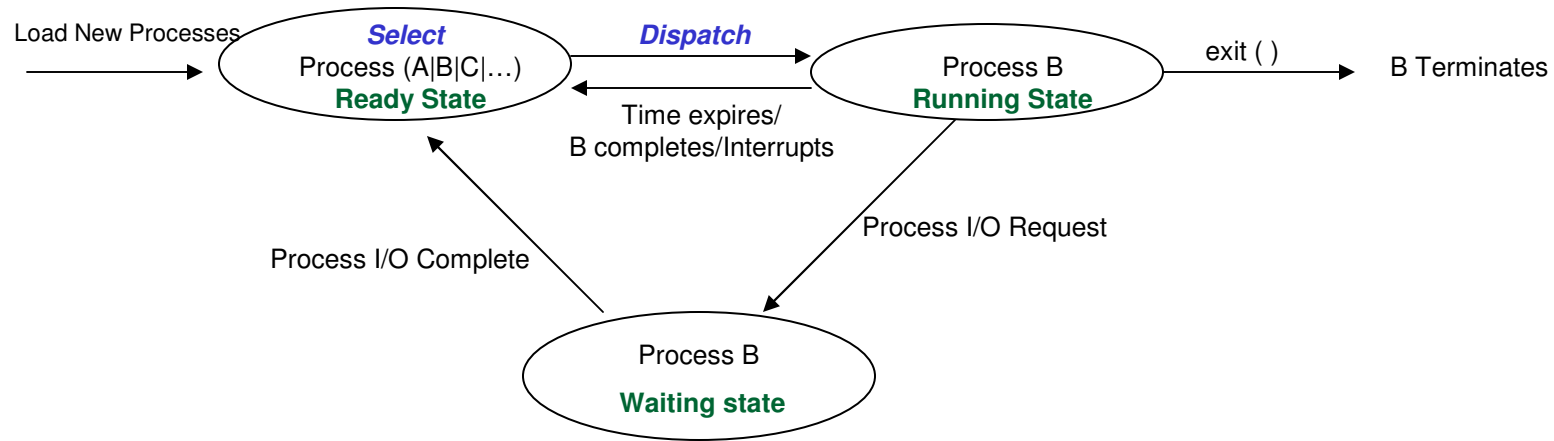 Load New Processes
Select
Process (A|B|C|…)
Ready State
Dispatch
Time expires/
B completes/Interrupts
Process B
Running State
exit ( )
B Terminates
Process I/O Request
Process I/O Complete
Process B
Waiting state